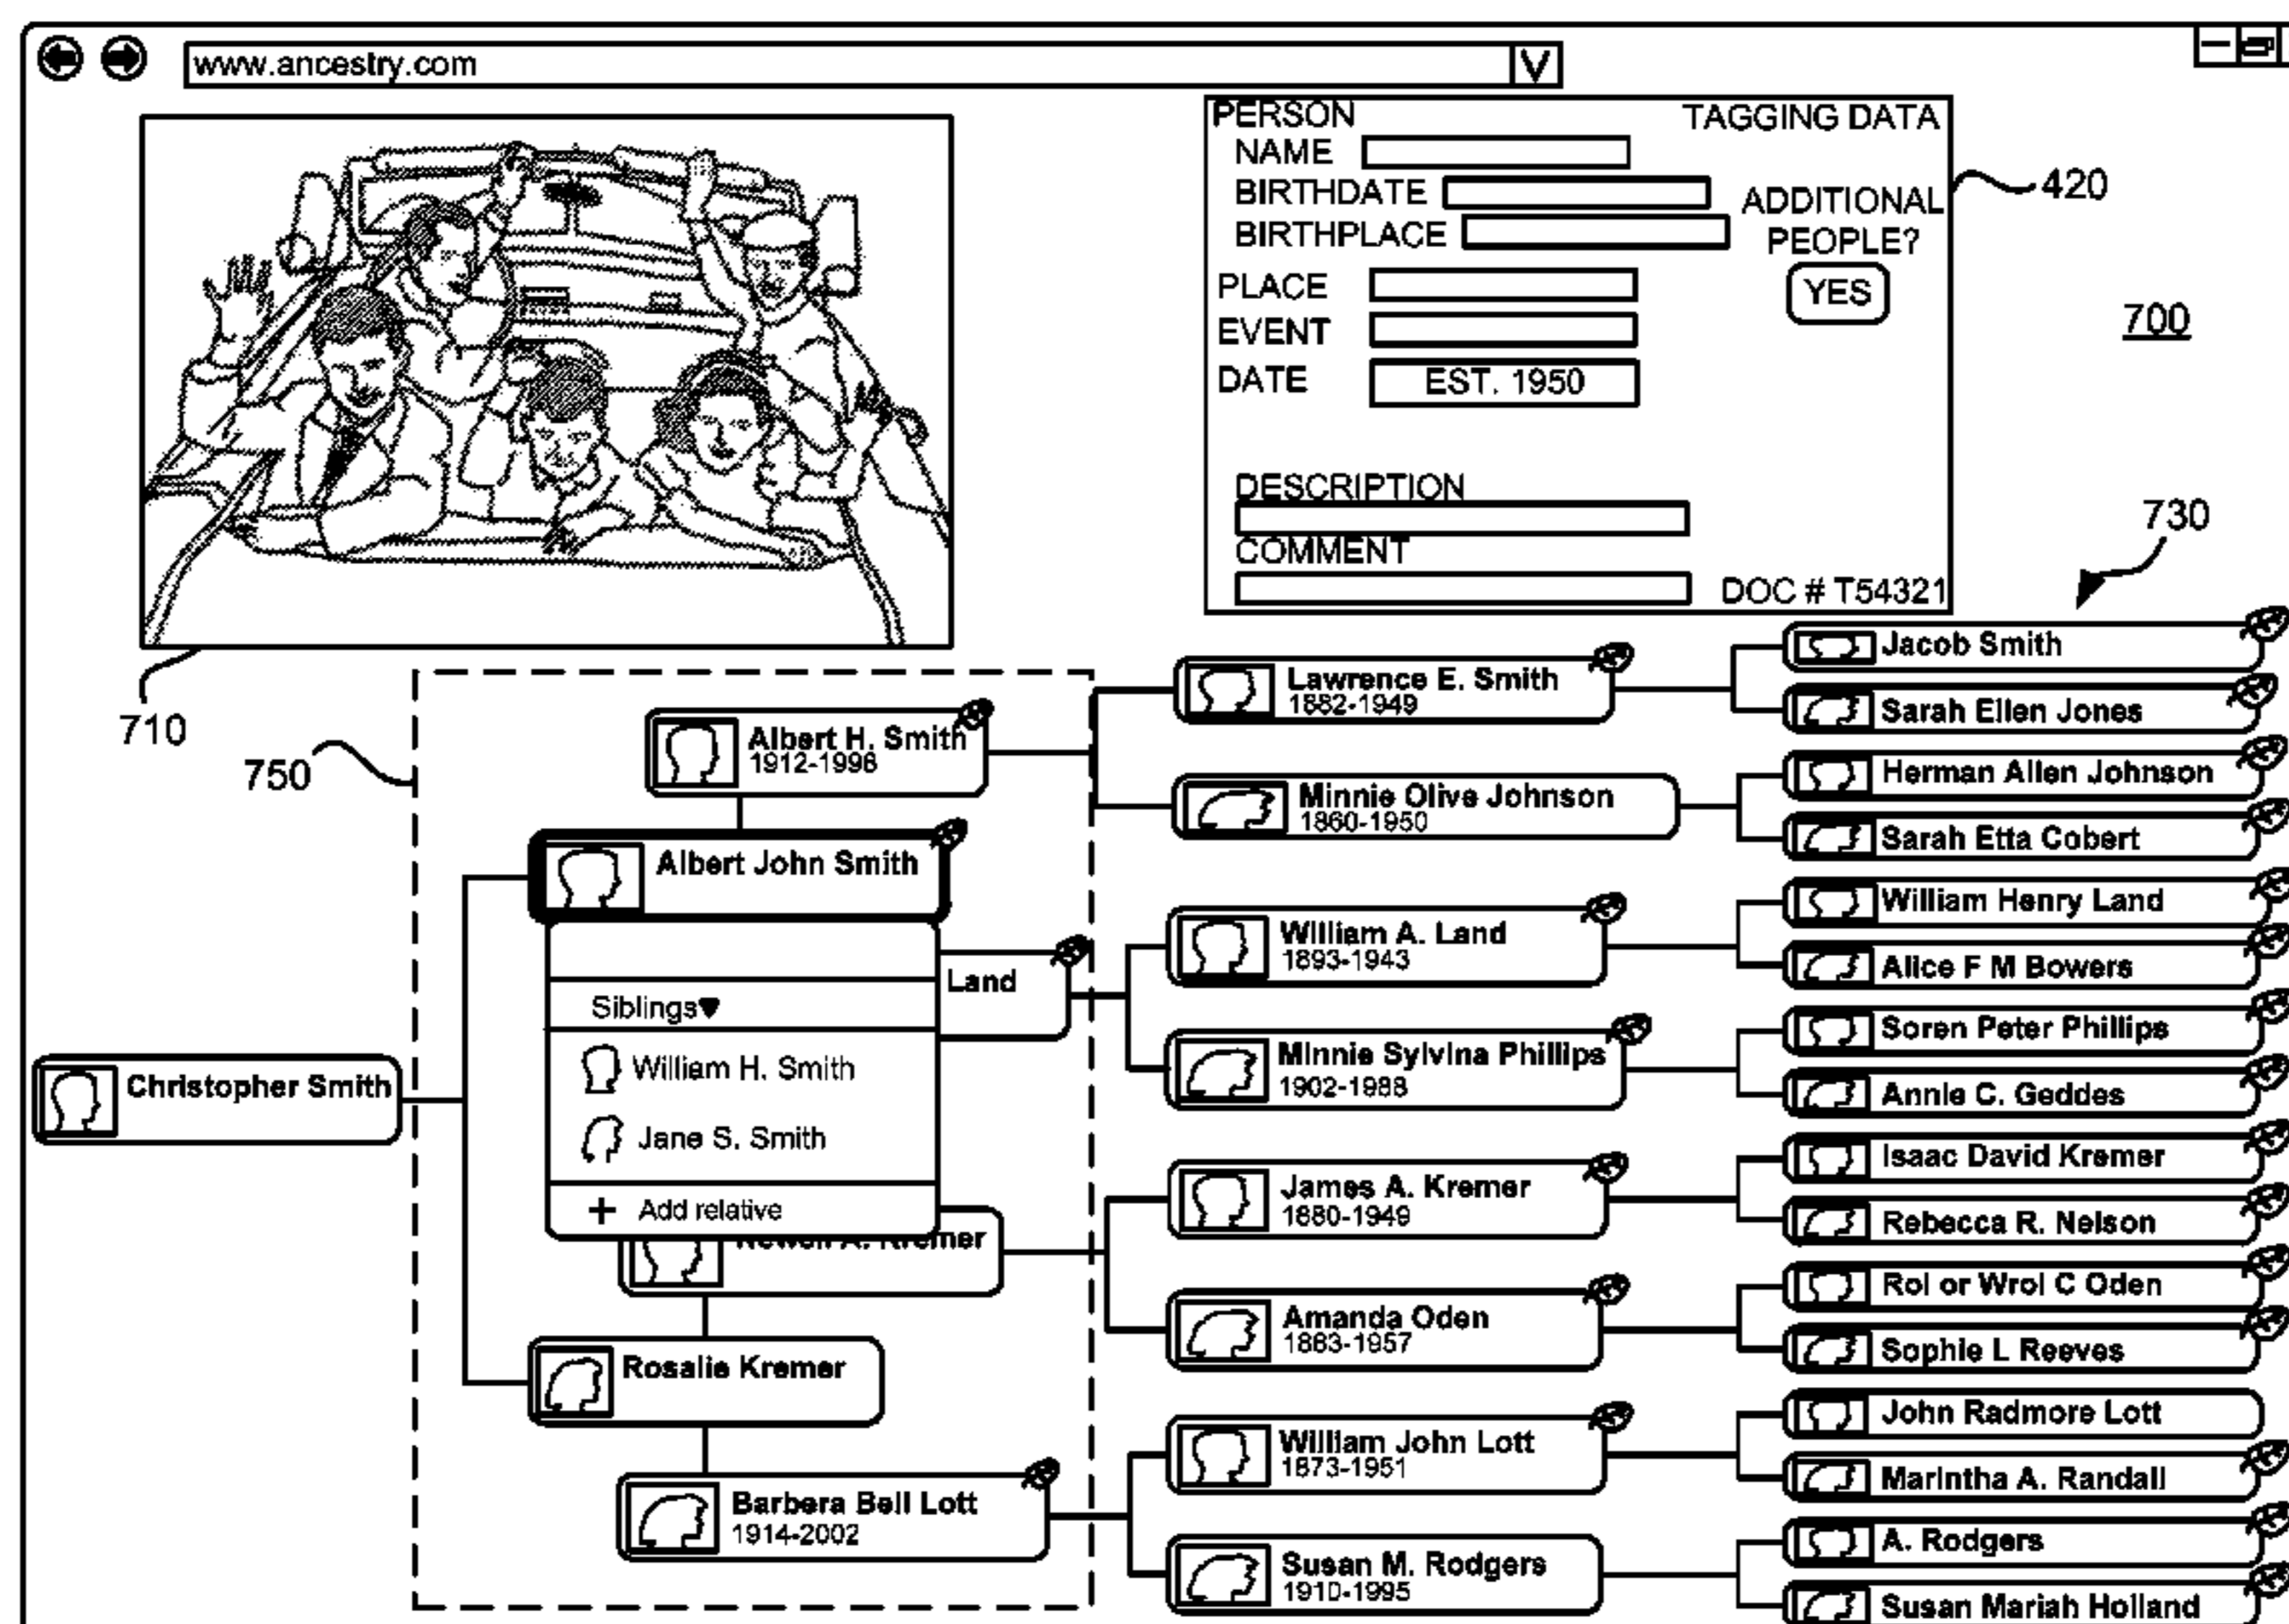 www.ancestry.com
V
PERSON
TAGGING DATA
NAME
BIRTHDATE
BIRTHPLACE
ADDITIONAL
PEOPLE?
YES
PLACE
EVENT
DATE
EST. 1950
DESCRIPTION
COMMENT
DOC # T54321
420
700
730
710
750
Christopher Smith
Albert H. Smith
1912-1996
Albert John Smith
Land
Siblings▼
William H. Smith
Jane S. Smith
+ Add relative
A. Kremer
Rosalie Kremer
Barbera Bell Lott
1914-2002
Lawrence E. Smith
1882-1949
Minnie Olive Johnson
1860-1950
William A. Land
1893-1943
Minnie Sylvina Phillips
1902-1988
James A. Kremer
1880-1949
Amanda Oden
1883-1957
William John Lott
1873-1951
Susan M. Rodgers
1910-1995
Jacob Smith
Sarah Ellen Jones
Herman Allen Johnson
Sarah Etta Cobert
William Henry Land
Alice F M Bowers
Soren Peter Phillips
Annie C. Geddes
Isaac David Kremer
Rebecca R. Nelson
Rol or Wrol C Oden
Sophie L Reeves
John Radmore Lott
Marintha A. Randall
A. Rodgers
Susan Mariah Holland